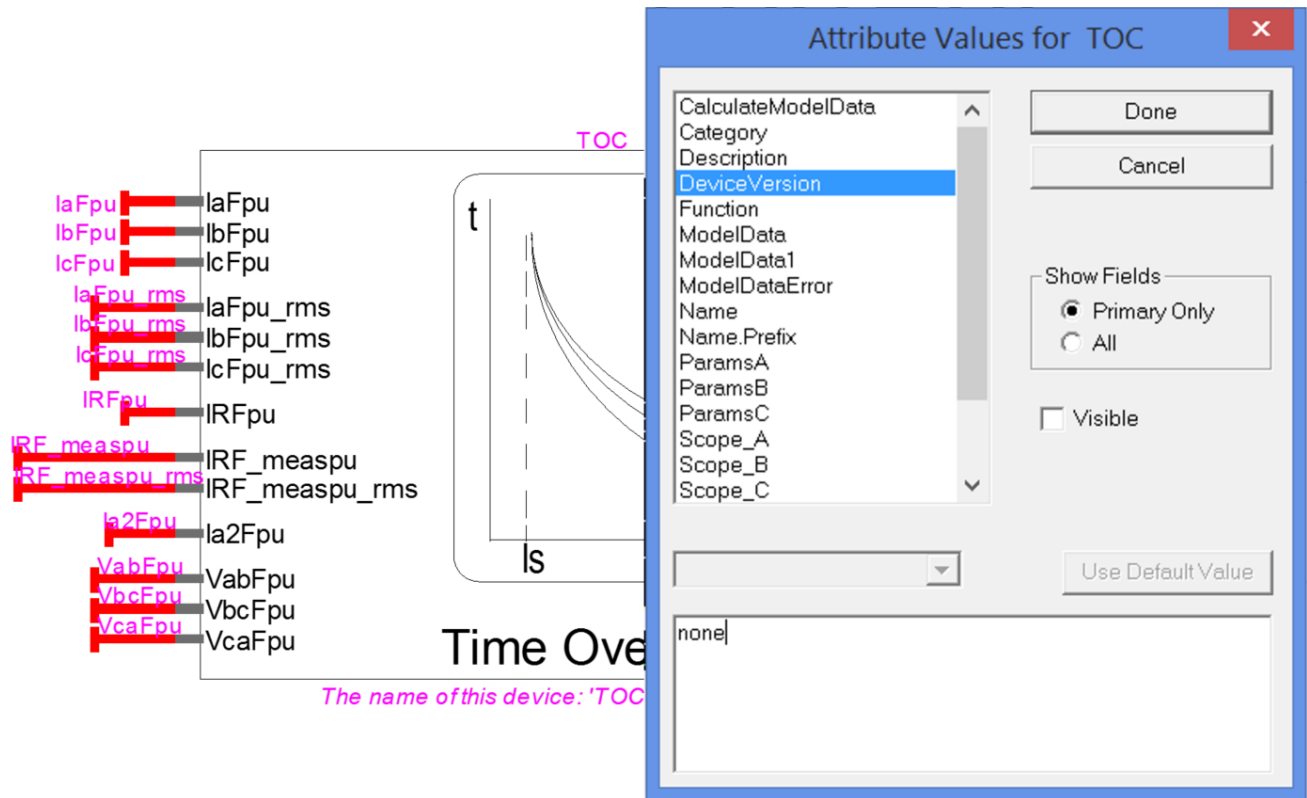 TOC
IaFpu
IaFpu
IbFpu
IbFpu
IcFpu
IcFpu
IaFpu_rms
IaFpu_rms
IbFpu_rms
IbFpu_rms
IcFpu_rms
IcFpu_rms
IRFpu
IRFpu
IRF_measpu
IRF_measpu
IRF_measpu_rms
IRF_measpu_rms
Ia2Fpu
Ia2Fpu
VabFpu
VabFpu
VbcFpu
VbcFpu
VcaFpu
VcaFpu
t
Is
Time Ove
The name of this device: 'TOC
Attribute Values for TOC
x
CalculateModelData
Category
Description
DeviceVersion
Function
ModelData
ModelData1
ModelDataError
Name
Name.Prefix
ParamsA
ParamsB
ParamsC
Scope_A
Scope_B
Scope_C
Done
Cancel
Show Fields
Primary Only
All
Visible
Use Default Value
none